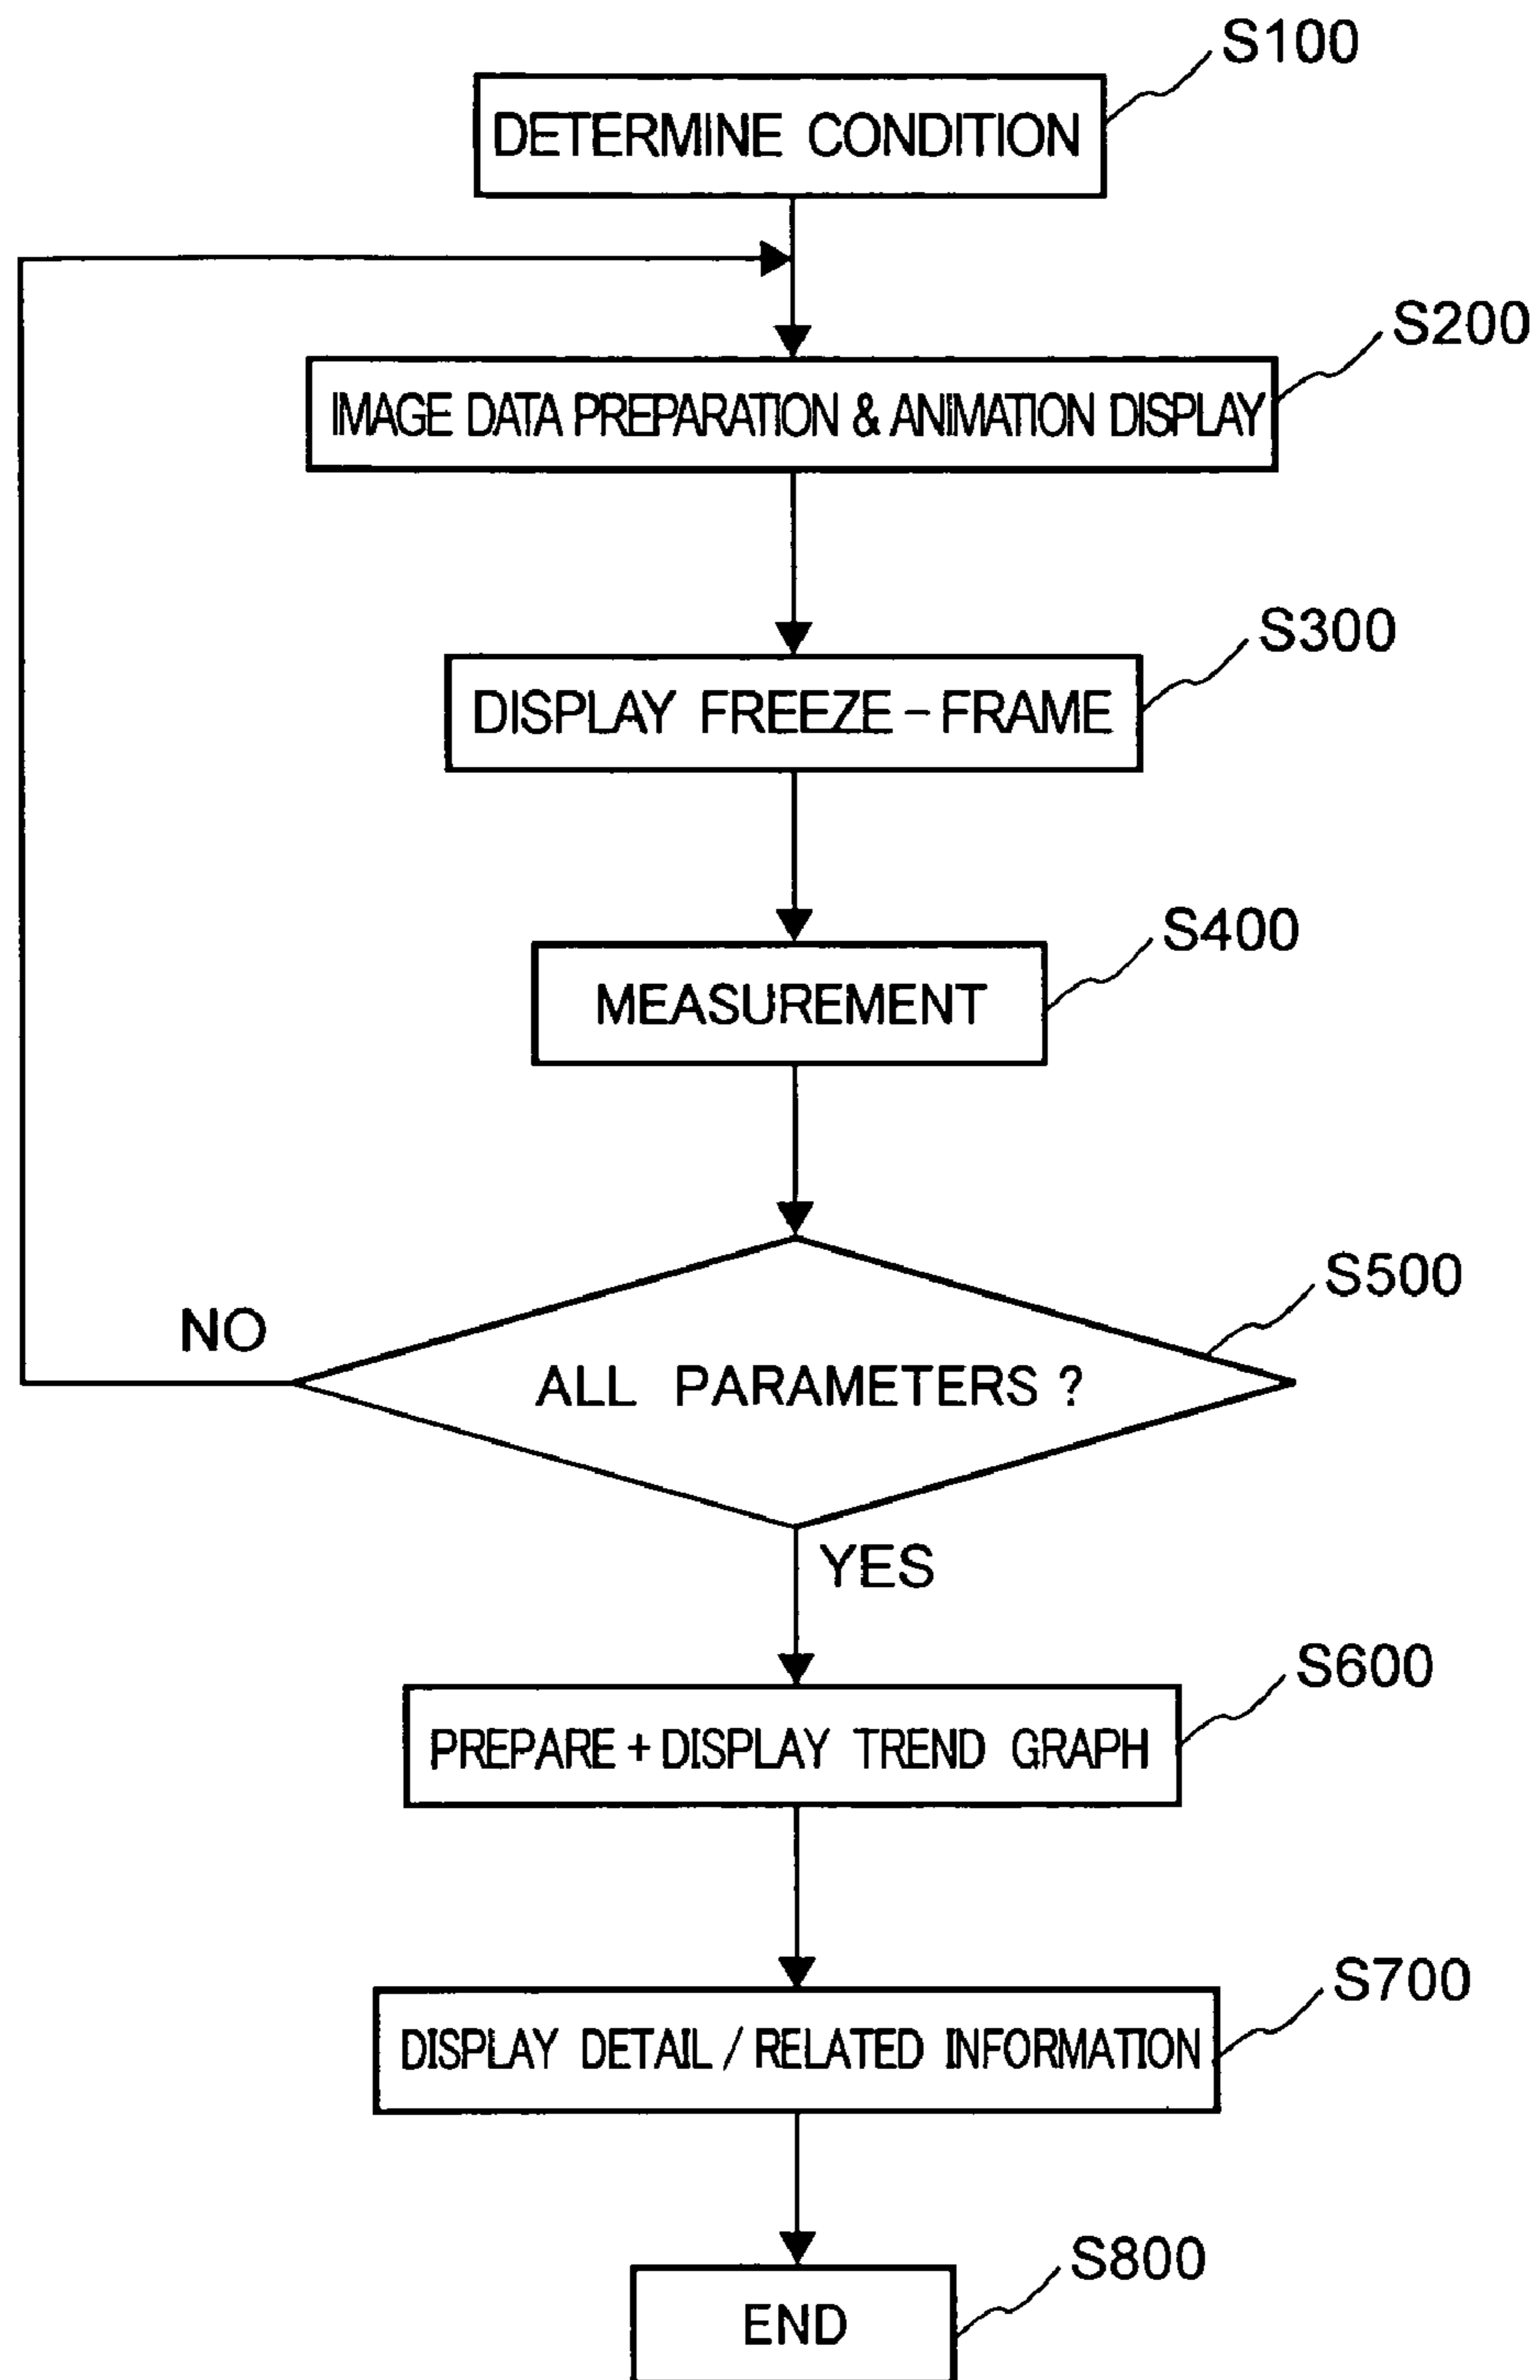 S100
DETERMINE CONDITION
S200
IMAGE DATA PREPARATION & ANIMATION DISPLAY
S300
DISPLAY FREEZE-FRAME
S400
MEASUREMENT
S500
NO
ALL PARAMETERS ?
YES
S600
PREPARE + DISPLAY TREND GRAPH
S700
DISPLAY DETAIL / RELATED INFORMATION
S800
END